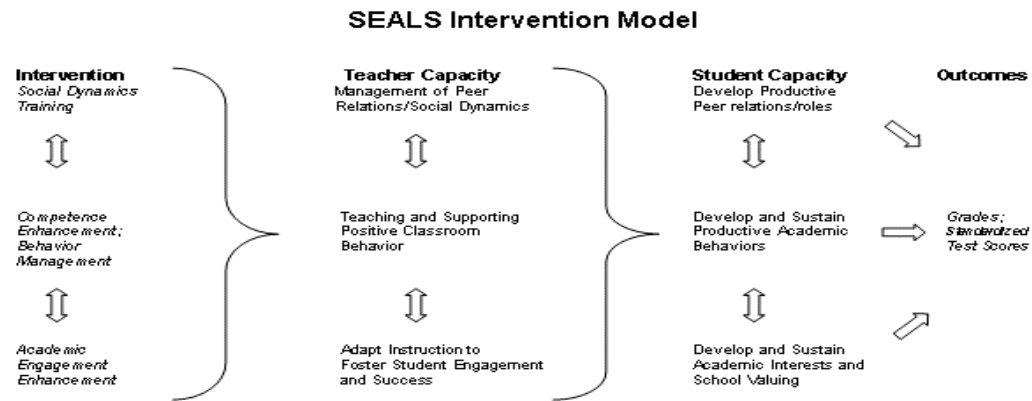 SEALS Intervention Model
Intervention
Social Dynamics
Training
Competence
Enhancement;
Behavior
Management
Academic
Engagement
Enhancement
Teacher Capacity
Management of Peer
Relations/Social Dynamics
Teaching and Supporting
Positive Classroom
Behavior
Adapt Instruction to
Foster Student Engagement
and Success
Student Capacity
Develop Productive
Peer relations/roles
Develop and Sustain
Productive Academic
Behaviors
Develop and Sustain
Academic Interests and
School Valuing
Outcomes
Grades;
Standardized
Test Scores